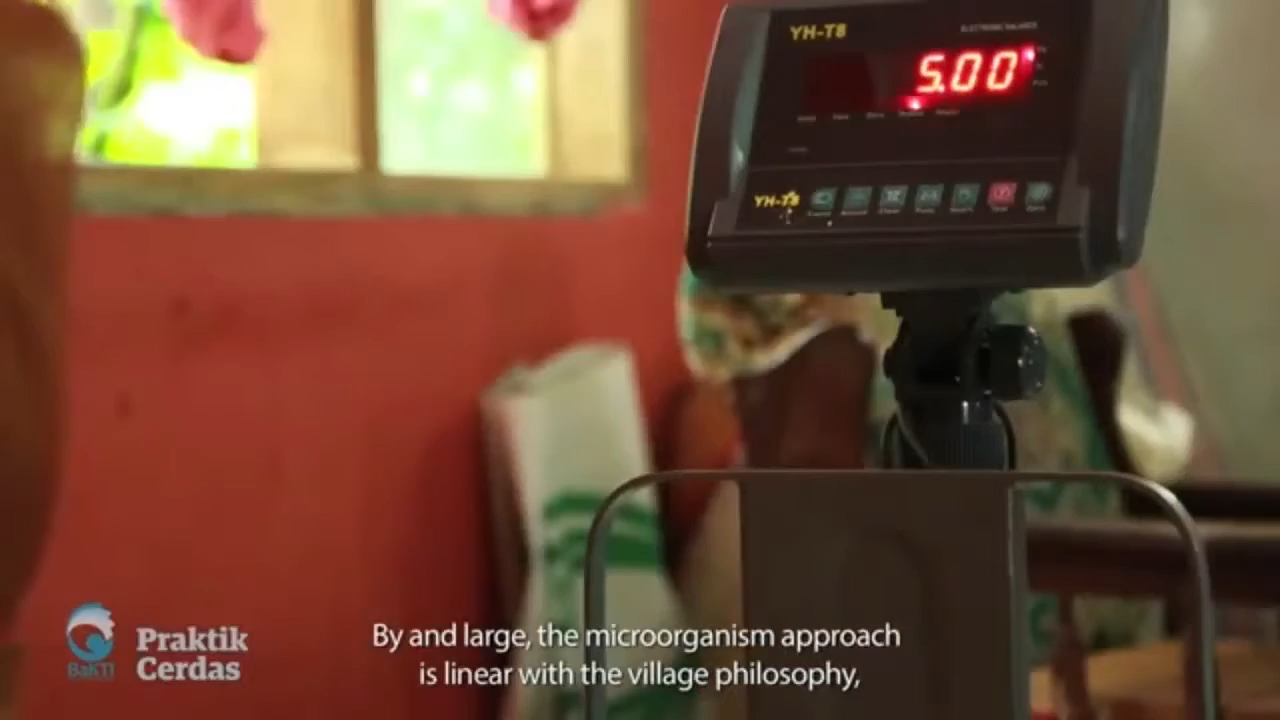 YH-T8
ELECTRONIC BALANCE
5.00
YH-T8
BaKTI
Praktik
Cerdas
By and large, the microorganism approach
is linear with the village philosophy,